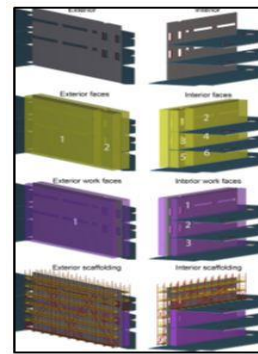 Exterior Interior
Exterior faces Interior faces
1 2 1 2
3 4
5 6
Exterior work faces Interior work faces
1 1
2
3
Exterior scaffolding Interior scaffolding